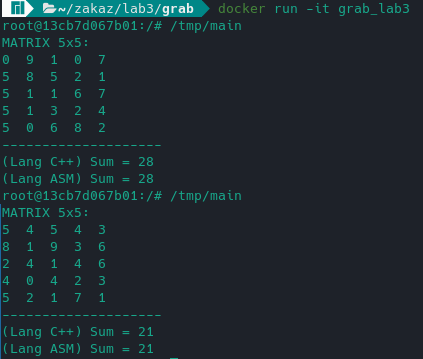 ~/zakaz/lab3/grab docker run -it grab_lab3
root@13cb7d067b01:/# /tmp/main
MATRIX 5x5:
0 9 1 0 7
5 8 5 2 1
5 1 1 6 7
5 1 3 2 4
5 0 6 8 2
--------------------
(Lang C++) Sum = 28
(Lang ASM) Sum = 28
root@13cb7d067b01:/# /tmp/main
MATRIX 5x5:
5 4 5 4 3
8 1 9 3 6
2 4 1 4 6
4 0 4 2 3
5 2 1 7 1
--------------------
(Lang C++) Sum = 21
(Lang ASM) Sum = 21